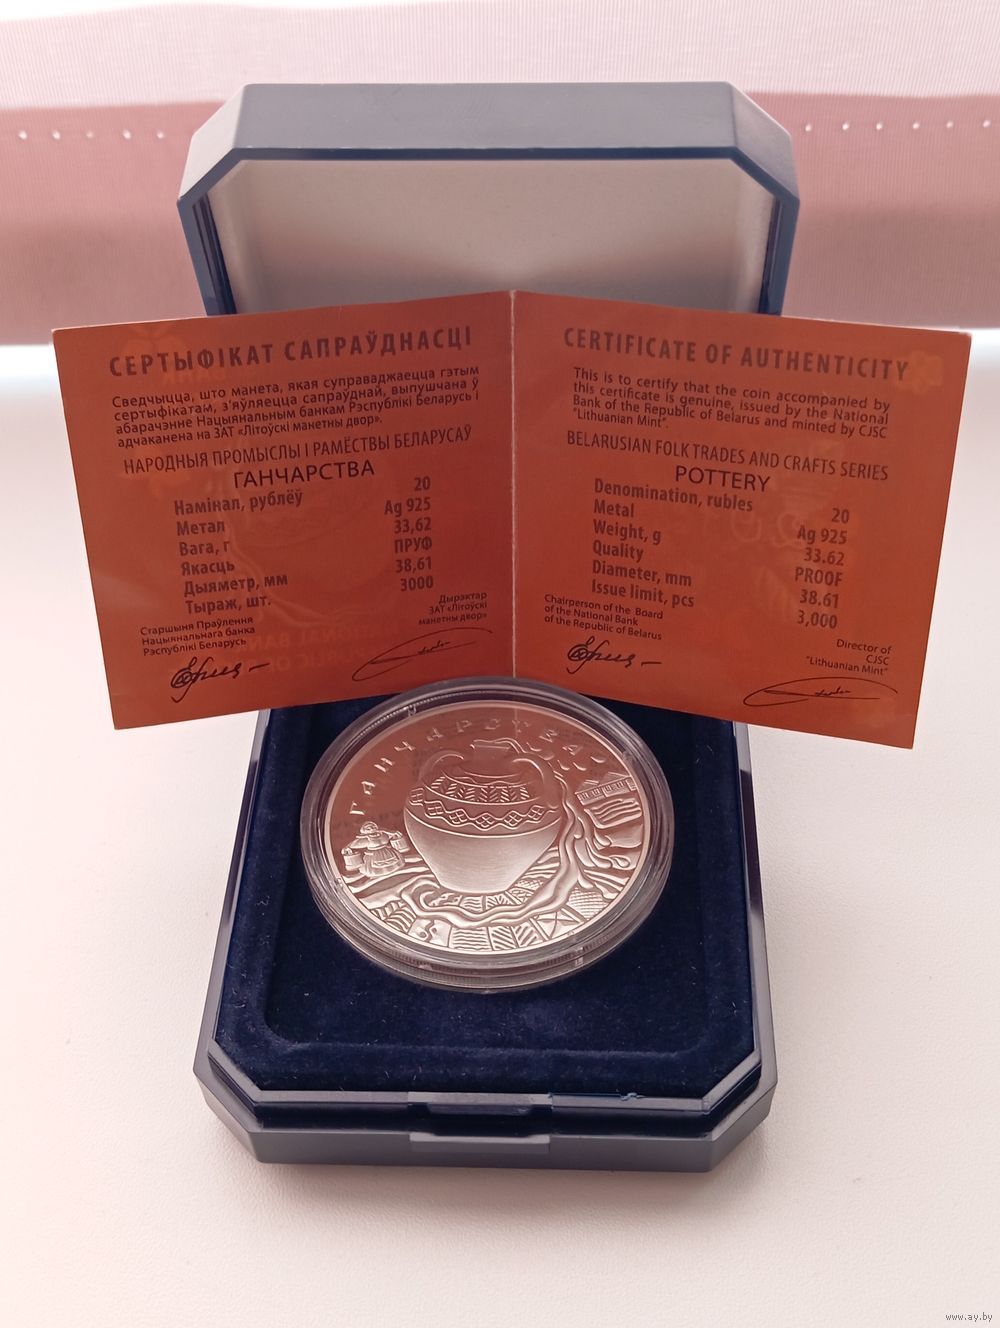 СЕРТЫФІКАТ САПРАЎДНАСЦІ
Сведчыцца, што манета, якая суправаджаецца гэтым
сертыфікатам, з'яўляецца сапраўднай, выпушчана ў
абарачэнне Нацыянальным банкам Рэспублікі Беларусь і
адчаканена на ЗАТ «Літоўскі манетны двор».
НАРОДНЫЯ ПРОМЫСЛЫ І РАМЁСТВЫ БЕЛАРУСАЎ
ГАНЧАРСТВА
Намінал, рублёў 20
Метал Ag 925
Вага, г 33,62
Якасць ПРУФ
Дыяметр, мм 38,61
Тыраж, шт. 3000
Старшыня Праўлення
Нацыянальнага банка
Рэспублікі Беларусь
Дырэктар
ЗАТ «Літоўскі
манетны двор»
CERTIFICATE OF AUTHENTICITY
This is to certify that the coin accompanied by
this certificate is genuine, issued by the National
Bank of the Republic of Belarus and minted by CJSC
"Lithuanian Mint".
BELARUSIAN FOLK TRADES AND CRAFTS SERIES
POTTERY
Denomination, rubles 20
Metal Ag 925
Weight, g 33.62
Quality PROOF
Diameter, mm 38.61
Issue limit, pcs 3,000
Chairperson of the Board
of the National Bank
of the Republic of Belarus
Director of
CJSC
"Lithuanian Mint"
ГАНЧАРСТВА
www.ay.by